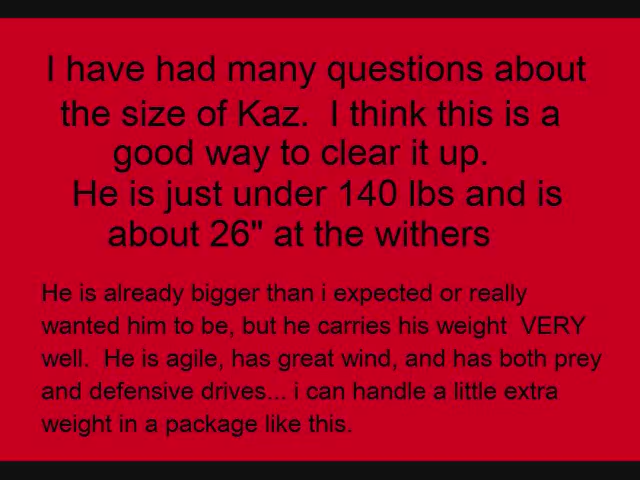 I have had many questions about
the size of Kaz.  I think this is a
good way to clear it up.
He is just under 140 lbs and is
about 26" at the withers
He is already bigger than i expected or really
wanted him to be, but he carries his weight  VERY
well.  He is agile, has great wind, and has both prey
and defensive drives... i can handle a little extra
weight in a package like this.